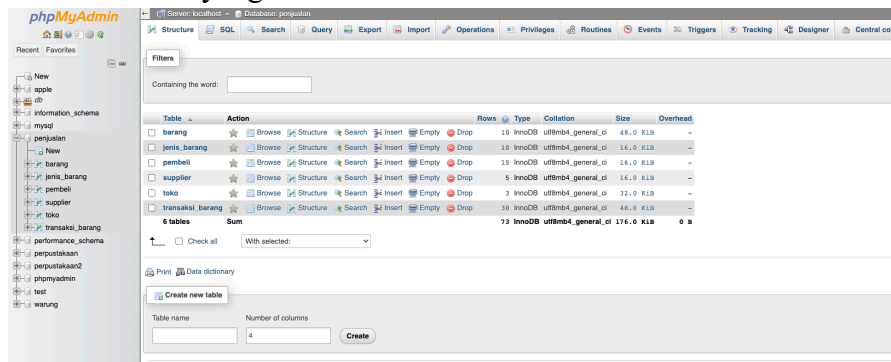 phpMyAdmin
Recent Favorites
New
apple
db
information_schema
mysql
penjualan
New
barang
jenis_barang
pembeli
supplier
toko
transaksi_barang
performance_schema
perpustakaan
perpustakaan2
phpmyadmin
test
warung
Server: localhost » Database: penjualan
Structure SQL Search Query Export Import Operations Privileges Routines Events Triggers Tracking Designer Central co
Filters
Containing the word:
Table Action Rows Type Collation Size Overhead
barang Browse Structure Search Insert Empty Drop 10 InnoDB utf8mb4_general_ci 48.0 KiB -
jenis_barang Browse Structure Search Insert Empty Drop 10 InnoDB utf8mb4_general_ci 16.0 KiB -
pembeli Browse Structure Search Insert Empty Drop 15 InnoDB utf8mb4_general_ci 16.0 KiB -
supplier Browse Structure Search Insert Empty Drop 5 InnoDB utf8mb4_general_ci 16.0 KiB -
toko Browse Structure Search Insert Empty Drop 3 InnoDB utf8mb4_general_ci 32.0 KiB -
transaksi_barang Browse Structure Search Insert Empty Drop 30 InnoDB utf8mb4_general_ci 48.0 KiB -
6 tables Sum 73 InnoDB utf8mb4_general_ci 176.0 KiB 0 B
Check all With selected:
Print Data dictionary
Create new table
Table name Number of columns
4 Create